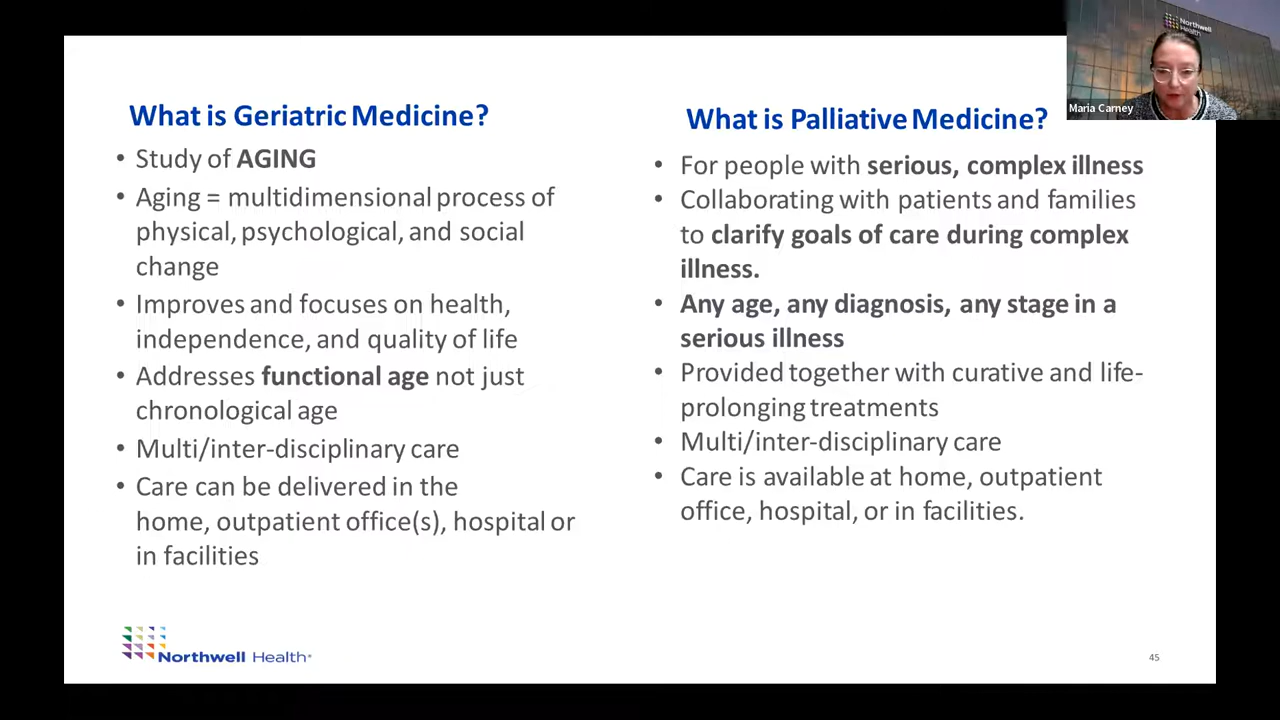 What is Geriatric Medicine?
• Study of AGING
• Aging = multidimensional process of
physical, psychological, and social
change
• Improves and focuses on health,
independence, and quality of life
• Addresses functional age not just
chronological age
• Multi/inter-disciplinary care
• Care can be delivered in the
home, outpatient office(s), hospital or
in facilities
What is Palliative Medicine?
• For people with serious, complex illness
• Collaborating with patients and families
to clarify goals of care during complex
illness.
• Any age, any diagnosis, any stage in a
serious illness
• Provided together with curative and life-
prolonging treatments
• Multi/inter-disciplinary care
• Care is available at home, outpatient
office, hospital, or in facilities.
Northwell
Health
Maria Carney
Northwell Health
45